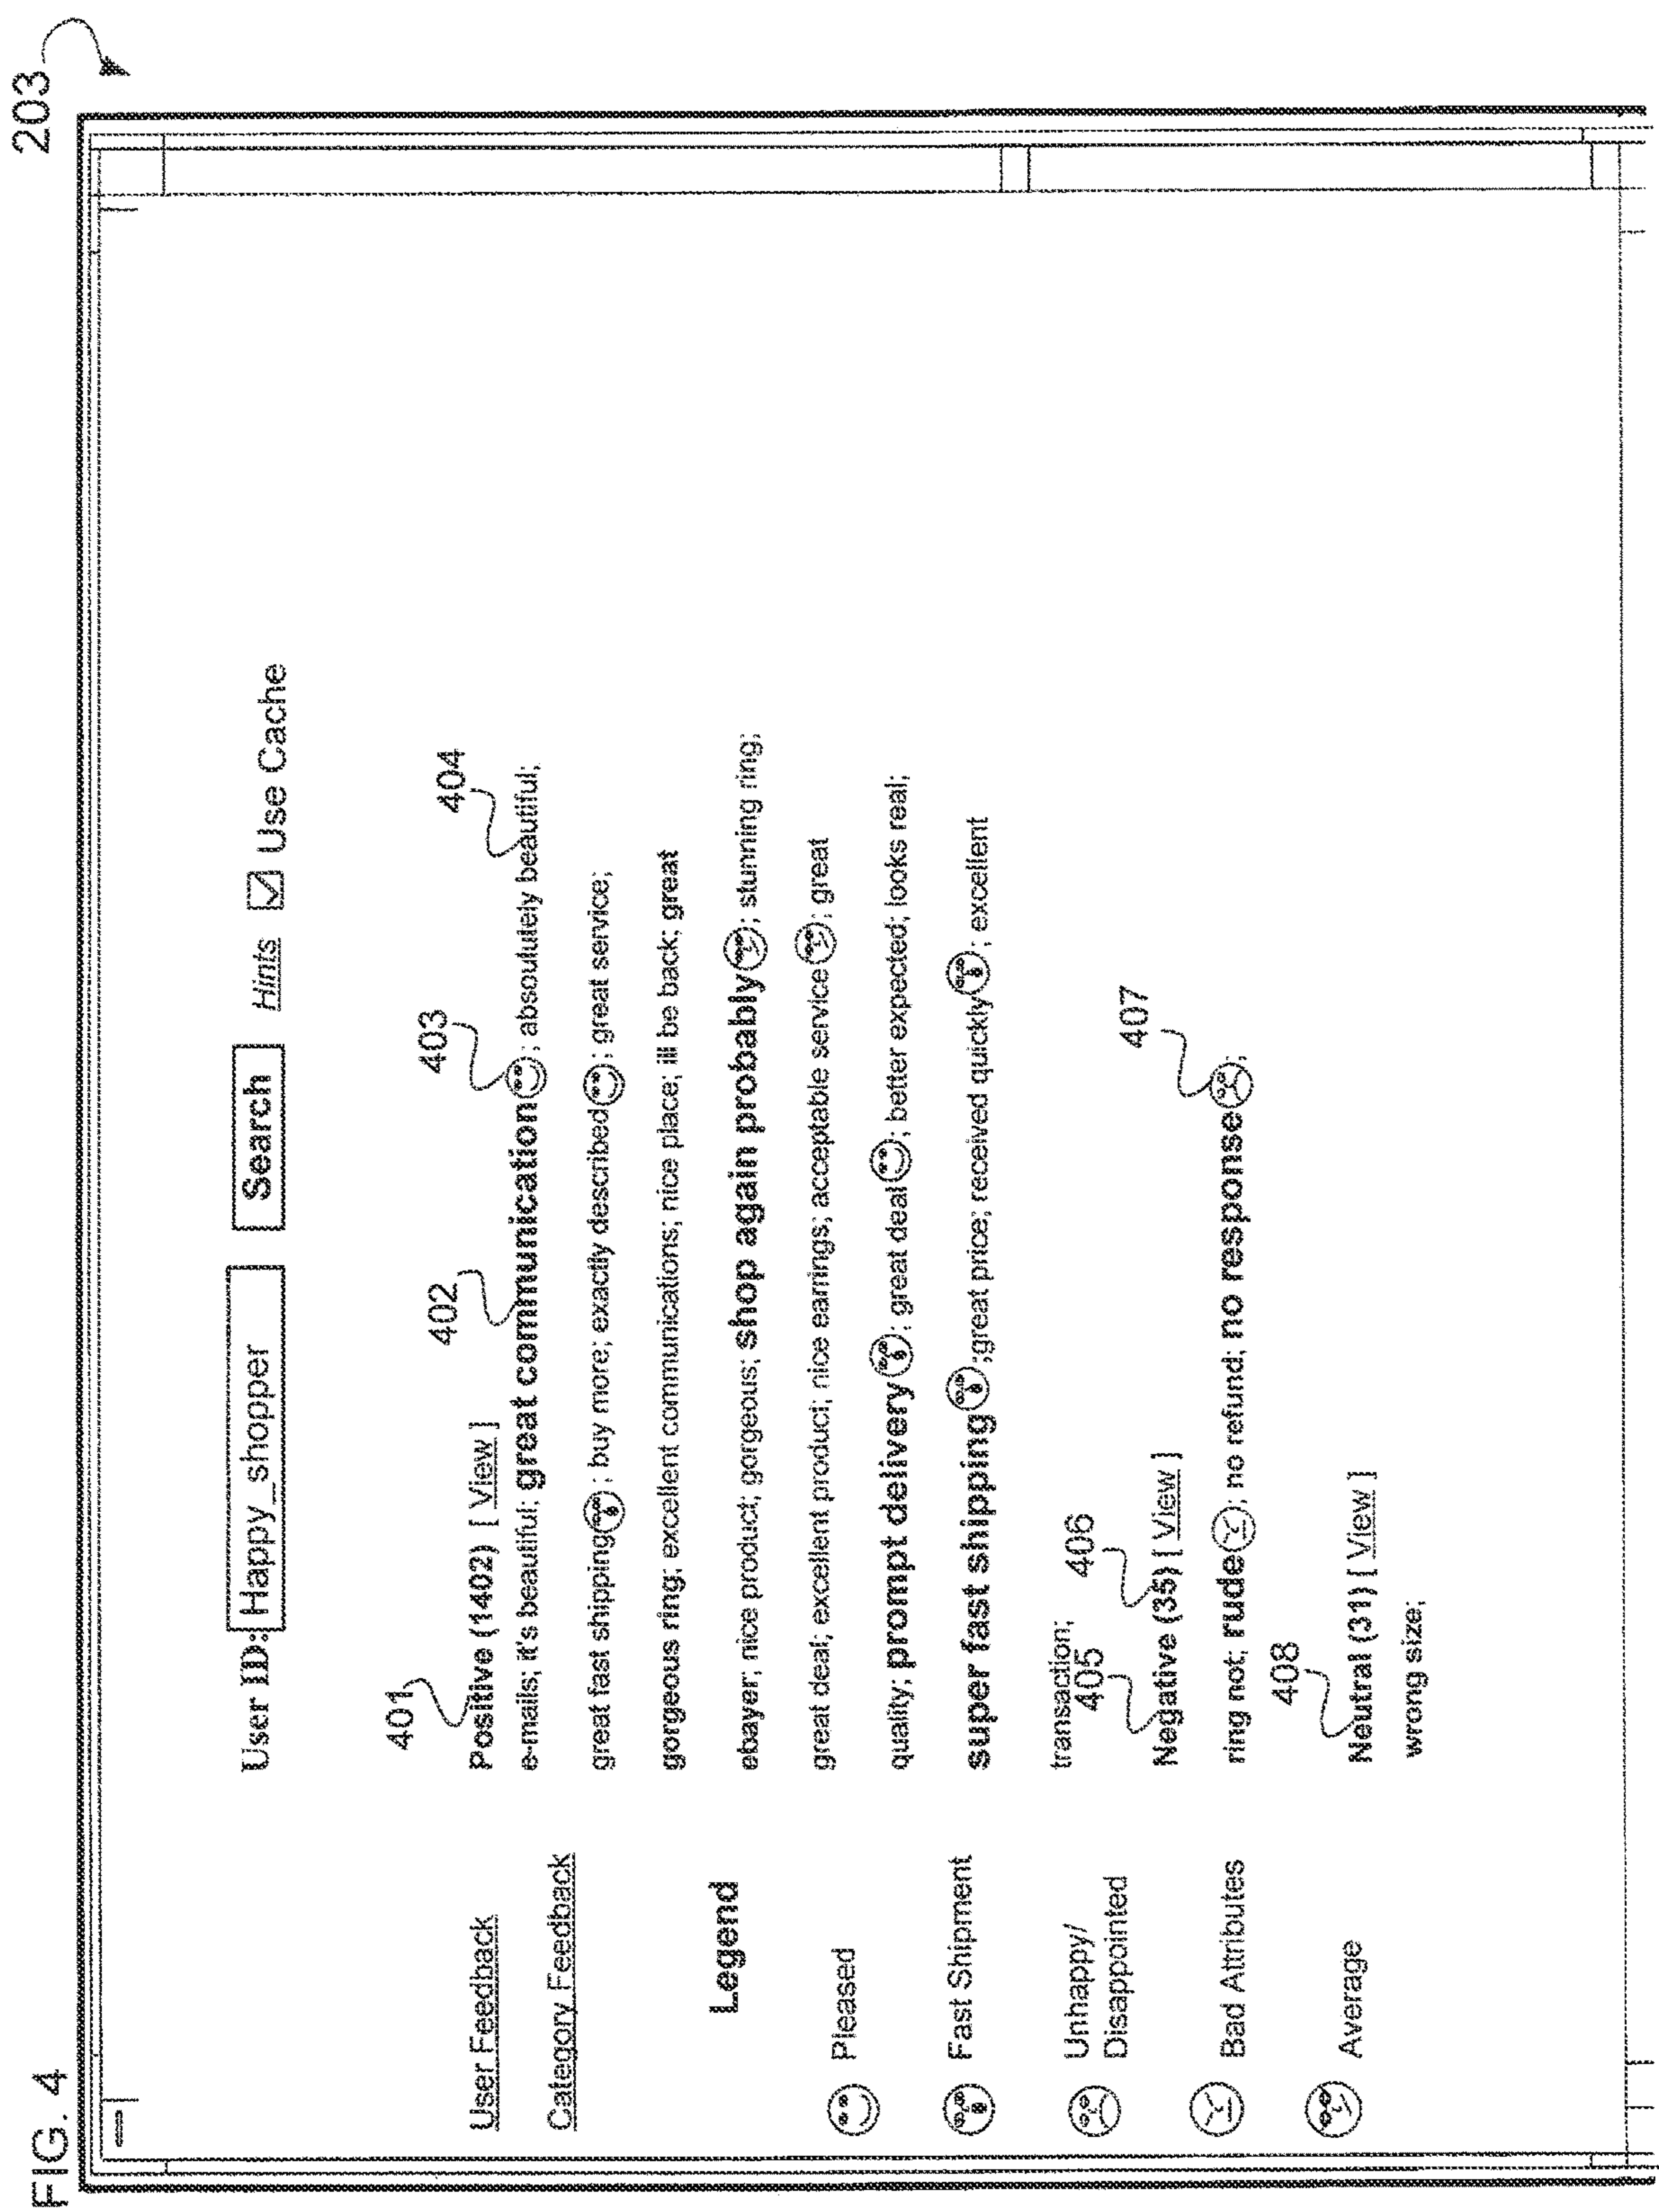 FIG. 4
203
User ID: Happy_shopper Search Hints Use Cache
401
402
403
404
User Feedback
Category Feedback
Legend
Pleased
Fast Shipment
Unhappy/
Disappointed
Bad Attributes
Average
Positive (1402) [ View ]
e-mails; it's beautiful; great communication ; absolutely beautiful;
great fast shipping ; buy more; exactly described ; great service;
gorgeous ring; excellent communications; nice place; ill be back; great
ebayer; nice product; gorgeous; shop again probably ; stunning ring;
great deal; excellent product; nice earrings; acceptable service ; great
quality; prompt delivery ; great deal ; better expected; looks real;
super fast shipping ;great price; received quickly ; excellent
transaction;
405
406
407
Negative (35) [ View ]
ring not; rude ; no refund; no response ;
408
Neutral (31) [ View ]
wrong size;